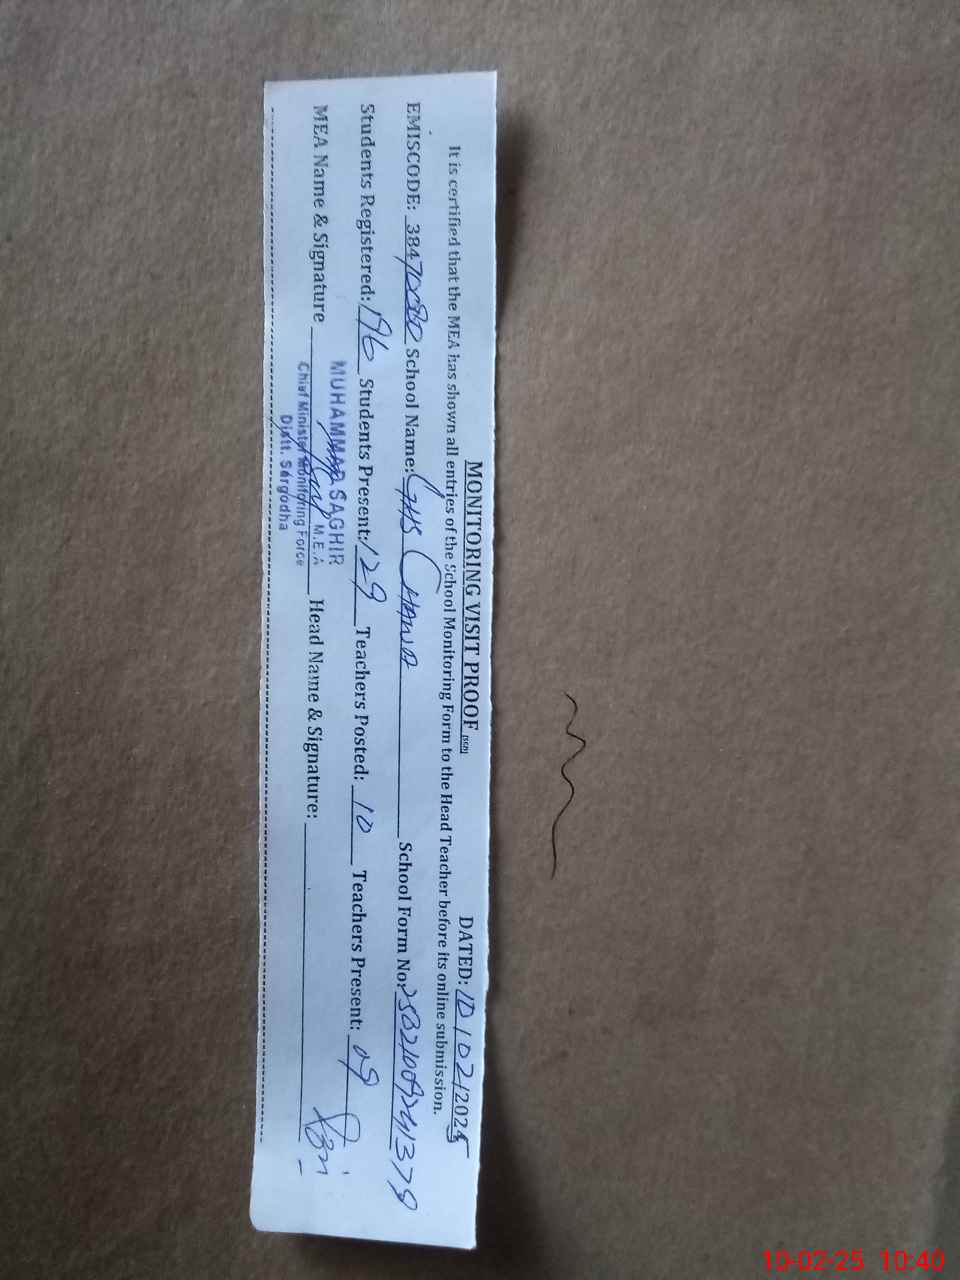 MONITORING VISIT PROOF DATED: 10/02/2025
It is certified that the MEA has shown all entries of the School Monitoring Form to the Head Teacher before its online submission.
EMISCODE: School Name: GHS CHAWA School Form No:
Students Registered: 196 Students Present: 129 Teachers Posted: 10 Teachers Present: 09
MEA Name & Signature Head Name & Signature:
MUHAMMAD SAGHIR
M.E.A
Chief Minister Monitoring Force
Distt. Sargodha
10-02-25 10:40